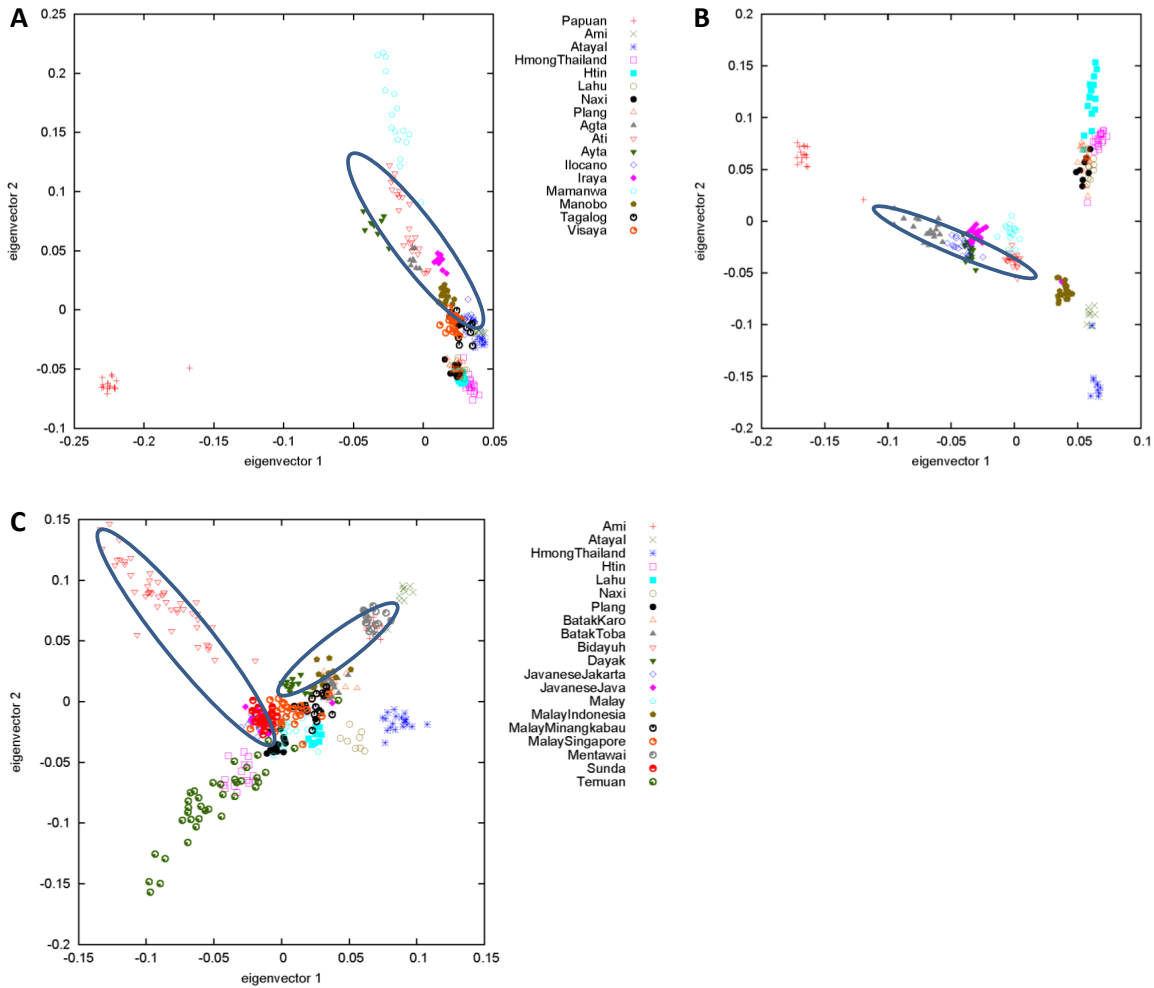 A
0.25
0.2
0.15
0.1
0.05
0
-0.05
-0.1
-0.25
-0.2
-0.15
-0.1
-0.05
0
0.05
eigenvector 2
eigenvector 1
Papuan
Ami
Atayal
HmongThailand
Htin
Lahu
Naxi
Plang
Agta
Ati
Ayta
Ilocano
Iraya
Mamanwa
Manobo
Tagalog
Visaya
B
0.2
0.15
0.1
0.05
0
-0.05
-0.1
-0.15
-0.2
-0.2
-0.15
-0.1
-0.05
0
0.05
0.1
eigenvector 2
eigenvector 1
C
0.15
0.1
0.05
0
-0.05
-0.1
-0.15
-0.2
-0.15
-0.1
-0.05
0
0.05
0.1
0.15
eigenvector 2
eigenvector 1
Ami
Atayal
HmongThailand
Htin
Lahu
Naxi
Plang
BatakKaro
BatakToba
Bidayuh
Dayak
JavaneseJakarta
JavaneseJava
Malay
MalayIndonesia
MalayMinangkabau
MalaySingapore
Mentawai
Sunda
Temuan